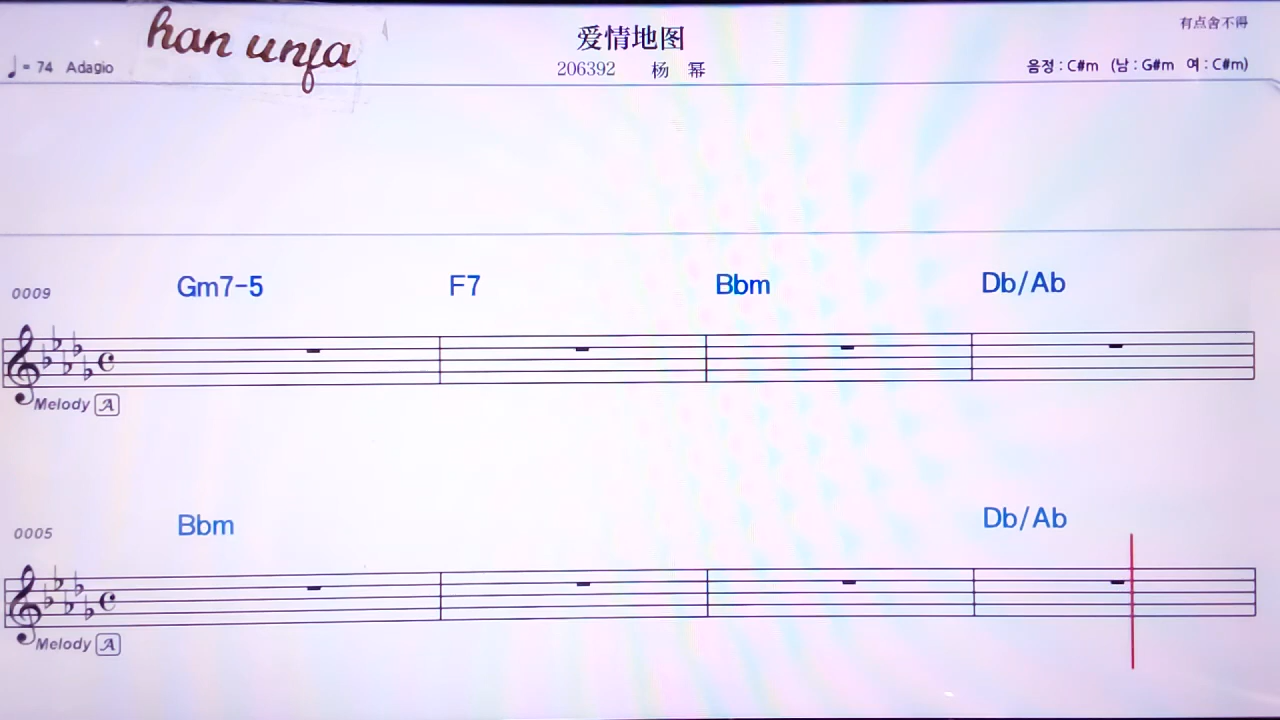 han unfa
爱情地图
有点舍不得
♩= 74 Adagio
206392 杨 幂
음정 : C#m (남 : G#m 여 : C#m)
0009 Gm7-5 F7 Bbm Db/Ab
Melody A
0005 Bbm Db/Ab
Melody A